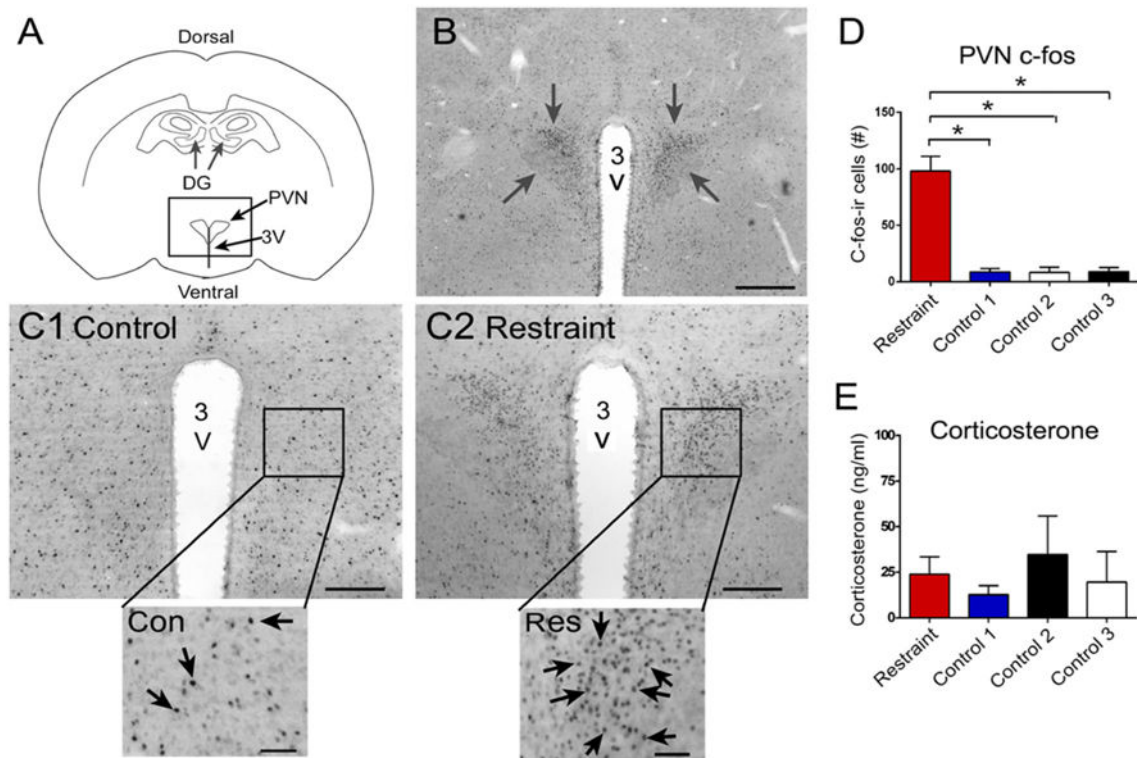 A
Dorsal
DG
PVN
3V
Ventral
B
3
V
C1 Control
3
V
Con
C2 Restraint
3
V
Res
D
PVN c-fos
*
*
*
C-fos-ir cells (#)
150
100
50
0
Restraint
Control 1
Control 2
Control 3
E
Corticosterone
Corticosterone (ng/ml)
100
75
50
25
0
Restraint
Control 1
Control 2
Control 3